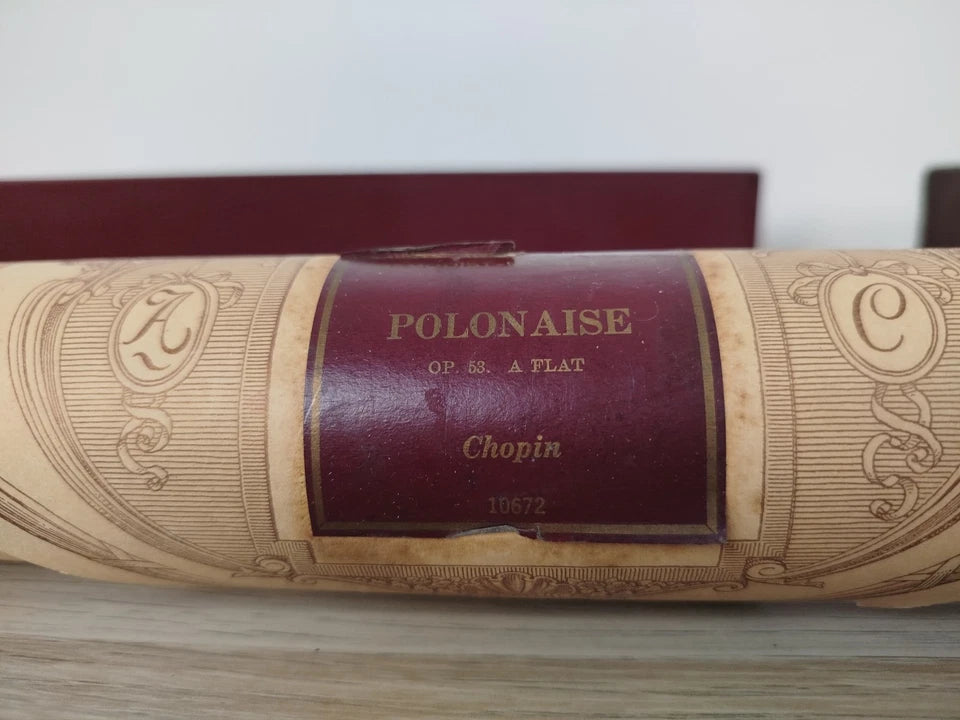 A
C
POLONAISE
OP. 53. A FLAT
Chopin
10672